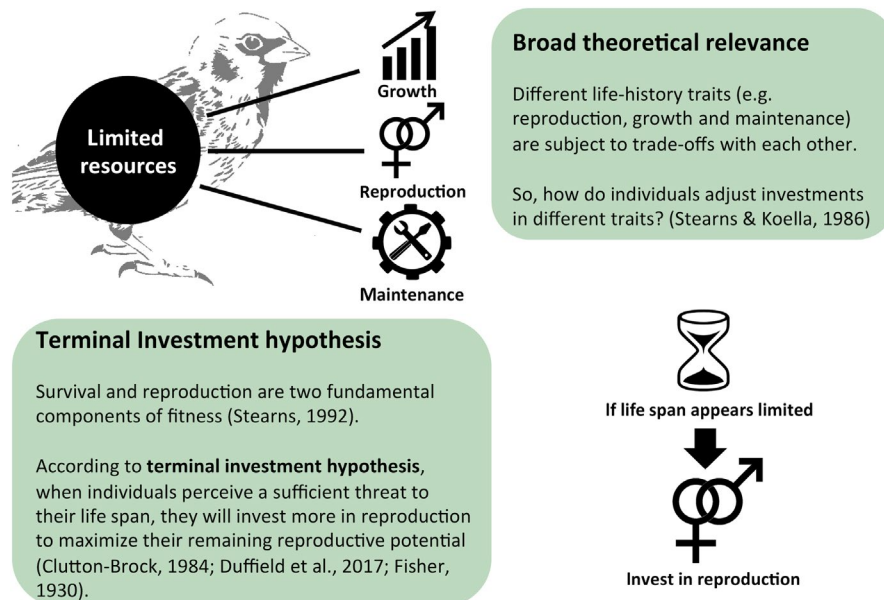 Limited
resources
Growth
Reproduction
Maintenance
Broad theoretical relevance
Different life-history traits (e.g.
reproduction, growth and maintenance)
are subject to trade-offs with each other.
So, how do individuals adjust investments
in different traits? (Stearns & Koella, 1986)
Terminal Investment hypothesis
Survival and reproduction are two fundamental
components of fitness (Stearns, 1992).
According to terminal investment hypothesis,
when individuals perceive a sufficient threat to
their life span, they will invest more in reproduction
to maximize their remaining reproductive potential
(Clutton-Brock, 1984; Duffield et al., 2017; Fisher,
1930).
If life span appears limited
Invest in reproduction